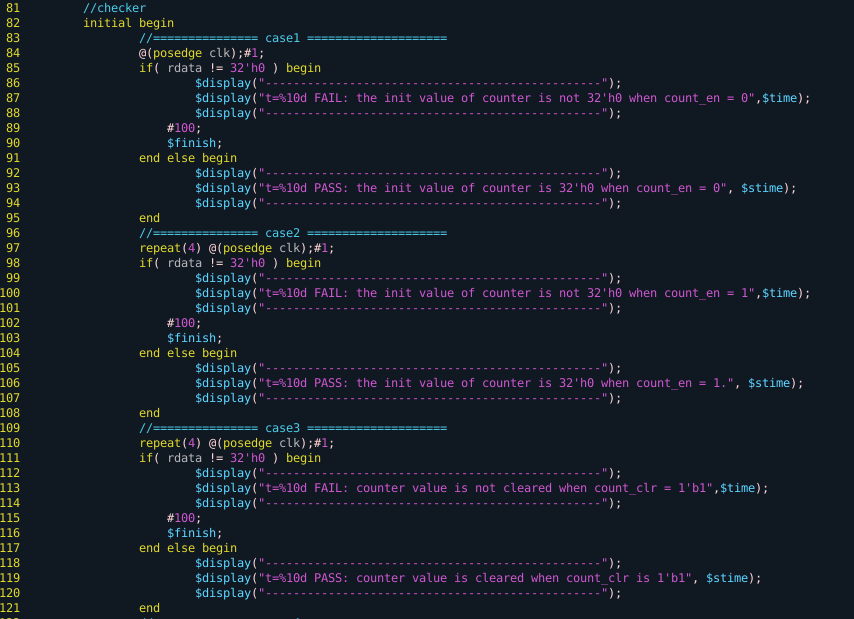 81 //checker
82 initial begin
83 //=============== case1 ====================
84 @(posedge clk);#1;
85 if( rdata != 32'h0 ) begin
86 $display("------------------------------------------------");
87 $display("t=%10d FAIL: the init value of counter is not 32'h0 when count_en = 0",$time);
88 $display("------------------------------------------------");
89 #100;
90 $finish;
91 end else begin
92 $display("------------------------------------------------");
93 $display("t=%10d PASS: the init value of counter is 32'h0 when count_en = 0", $stime);
94 $display("------------------------------------------------");
95 end
96 //=============== case2 ====================
97 repeat(4) @(posedge clk);#1;
98 if( rdata != 32'h0 ) begin
99 $display("------------------------------------------------");
100 $display("t=%10d FAIL: the init value of counter is not 32'h0 when count_en = 1",$time);
101 $display("------------------------------------------------");
102 #100;
103 $finish;
104 end else begin
105 $display("------------------------------------------------");
106 $display("t=%10d PASS: the init value of counter is 32'h0 when count_en = 1.", $stime);
107 $display("------------------------------------------------");
108 end
109 //=============== case3 ====================
110 repeat(4) @(posedge clk);#1;
111 if( rdata != 32'h0 ) begin
112 $display("------------------------------------------------");
113 $display("t=%10d FAIL: counter value is not cleared when count_clr = 1'b1",$time);
114 $display("------------------------------------------------");
115 #100;
116 $finish;
117 end else begin
118 $display("------------------------------------------------");
119 $display("t=%10d PASS: counter value is cleared when count_clr is 1'b1", $stime);
120 $display("------------------------------------------------");
121 end